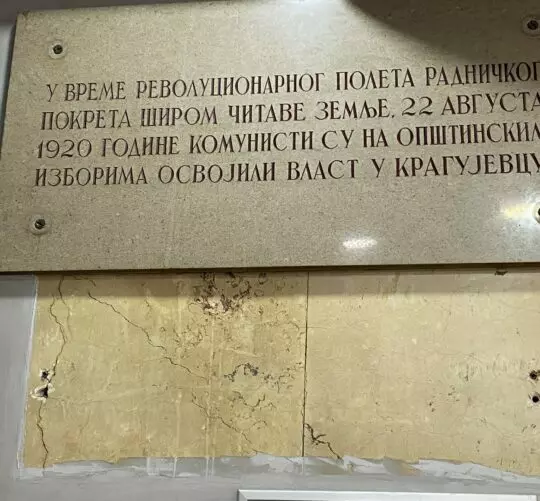 У ВРЕМЕ РЕВОЛУЦИОНАРНОГ ПОЛЕТА РАДНИЧКОГ
ПОКРЕТА ШИРОМ ЧИТАВЕ ЗЕМЉЕ, 22 АВГУСТА
1920 ГОДИНЕ КОМУНИСТИ СУ НА ОПШТИНСКИМ
ИЗБОРИМА ОСВОЈИЛИ ВЛАСТ У КРАГУЈЕВЦУ